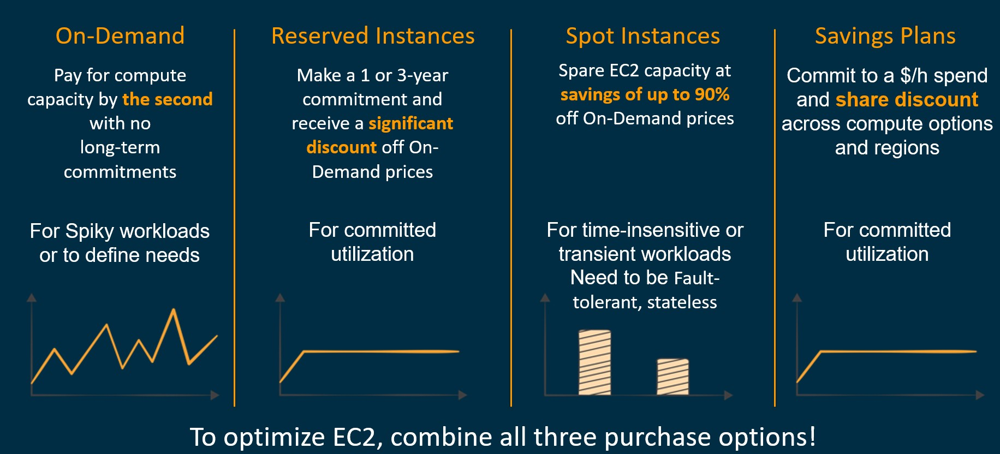 On-Demand
Pay for compute
capacity by the second
with no
long-term
commitments
For Spiky workloads
or to define needs
Reserved Instances
Make a 1 or 3-year
commitment and
receive a significant
discount off On-
Demand prices
For committed
utilization
Spot Instances
Spare EC2 capacity at
savings of up to 90%
off On-Demand prices
For time-insensitive or
transient workloads
Need to be Fault-
tolerant, stateless
Savings Plans
Commit to a $/h spend
and share discount
across compute options
and regions
For committed
utilization
To optimize EC2, combine all three purchase options!